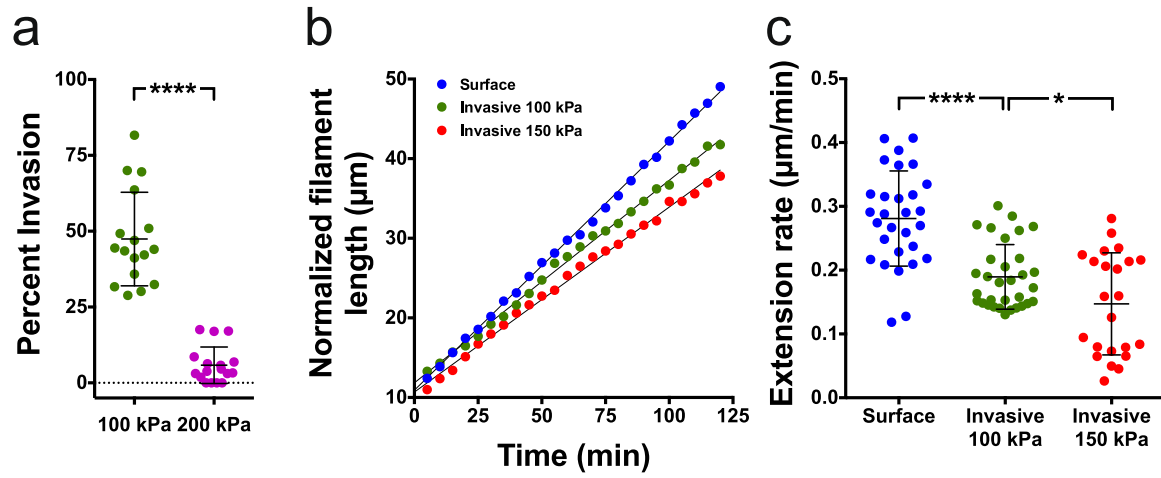 a
Percent Invasion
100
75
50
25
0
****
100 kPa
200 kPa
b
Normalized filament
length (µm)
50
40
30
20
10
Surface
Invasive 100 kPa
Invasive 150 kPa
0
25
50
75
100
125
Time (min)
c
Extension rate (µm/min)
0.5
0.4
0.3
0.2
0.1
0.0
****
*
Surface
Invasive
100 kPa
Invasive
150 kPa